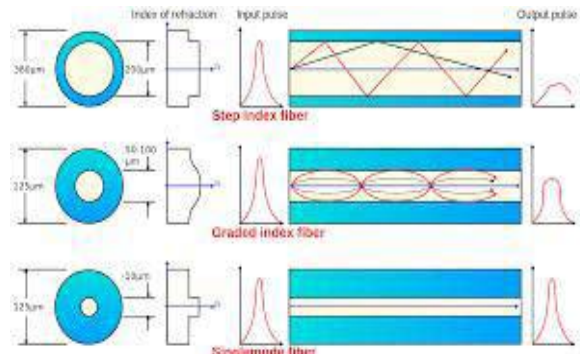 Index of refraction Input pulse Output pulse
380µm 200µm n
Step index fiber
125µm 50-100 µm n
Graded index fiber
125µm -10µm n
Singlemode fiber